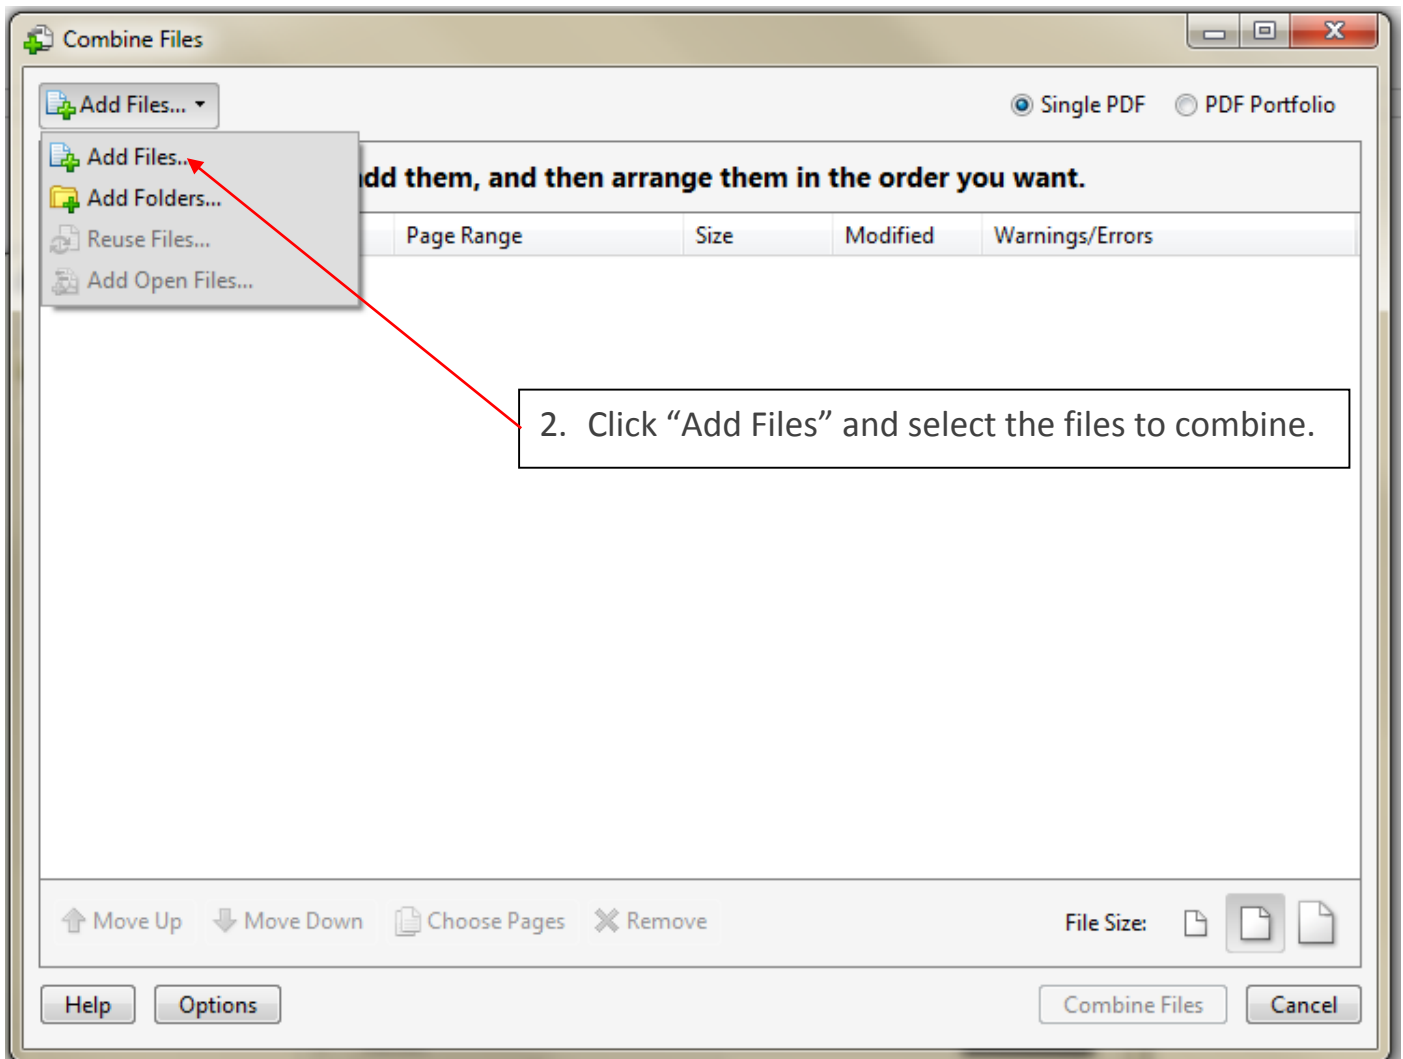 Combine Files
Add Files...
Single PDF PDF Portfolio
Add Files...
dd them, and then arrange them in the order you want.
Add Folders...
Reuse Files...
Page Range Size Modified Warnings/Errors
Add Open Files...
2. Click “Add Files” and select the files to combine.
Move Up Move Down Choose Pages Remove File Size:
Help Options Combine Files Cancel